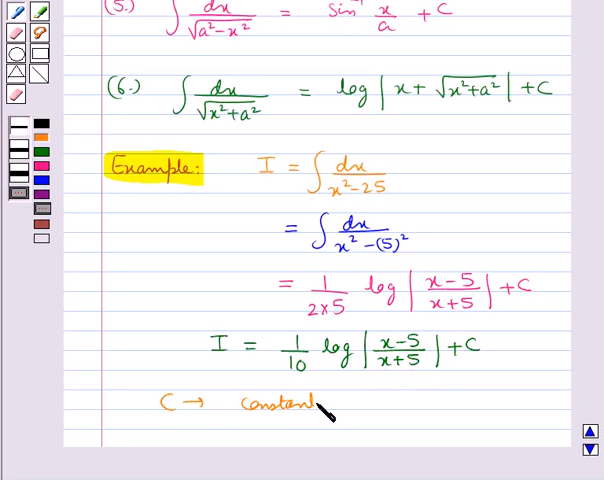 (5.) ∫ dx/√(a²-x²) = sin⁻¹ x/a + C
(6.) ∫ dx/√(x²+a²) = log | x + √(x²+a²) | + C
Example: I = ∫ dx/(x²-25)
= ∫ dx/(x²-(5)²)
= 1/(2×5) log | (x-5)/(x+5) | + C
I = 1/10 log | (x-5)/(x+5) | + C
C → constant